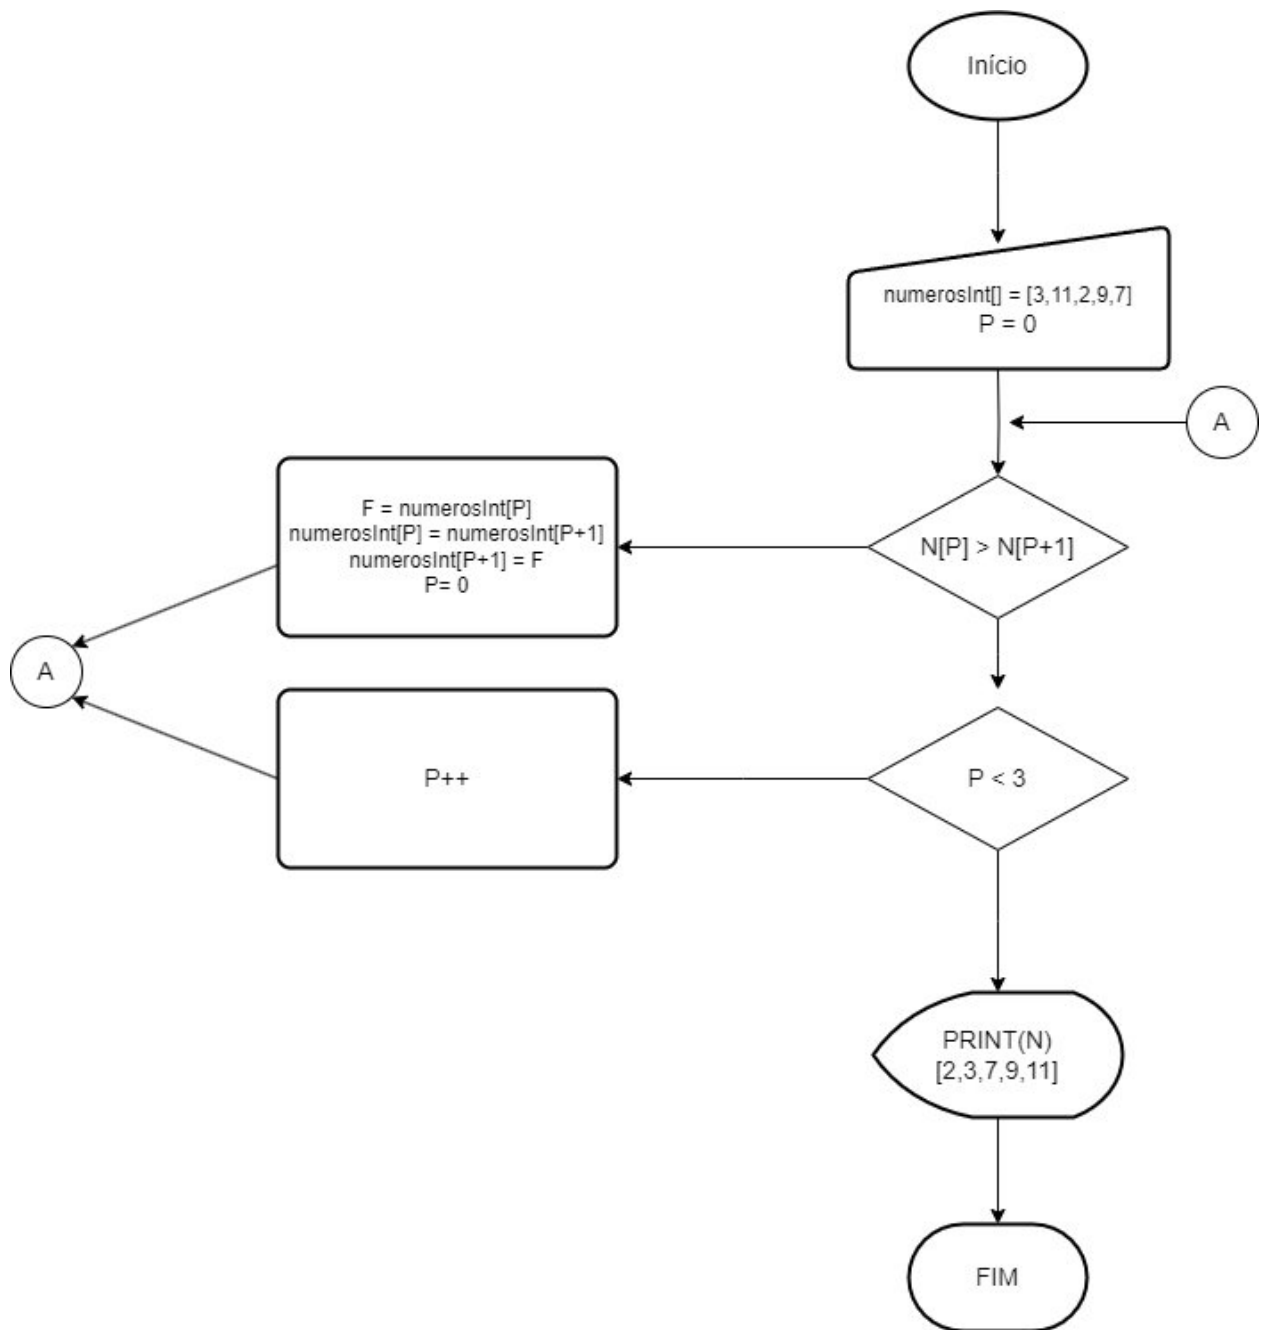 Início
numerosInt[] = [3,11,2,9,7]
P = 0
A
F = numerosInt[P]
numerosInt[P] = numerosInt[P+1]
numerosInt[P+1] = F
P= 0
N[P] > N[P+1]
A
P++
P < 3
PRINT(N)
[2,3,7,9,11]
FIM